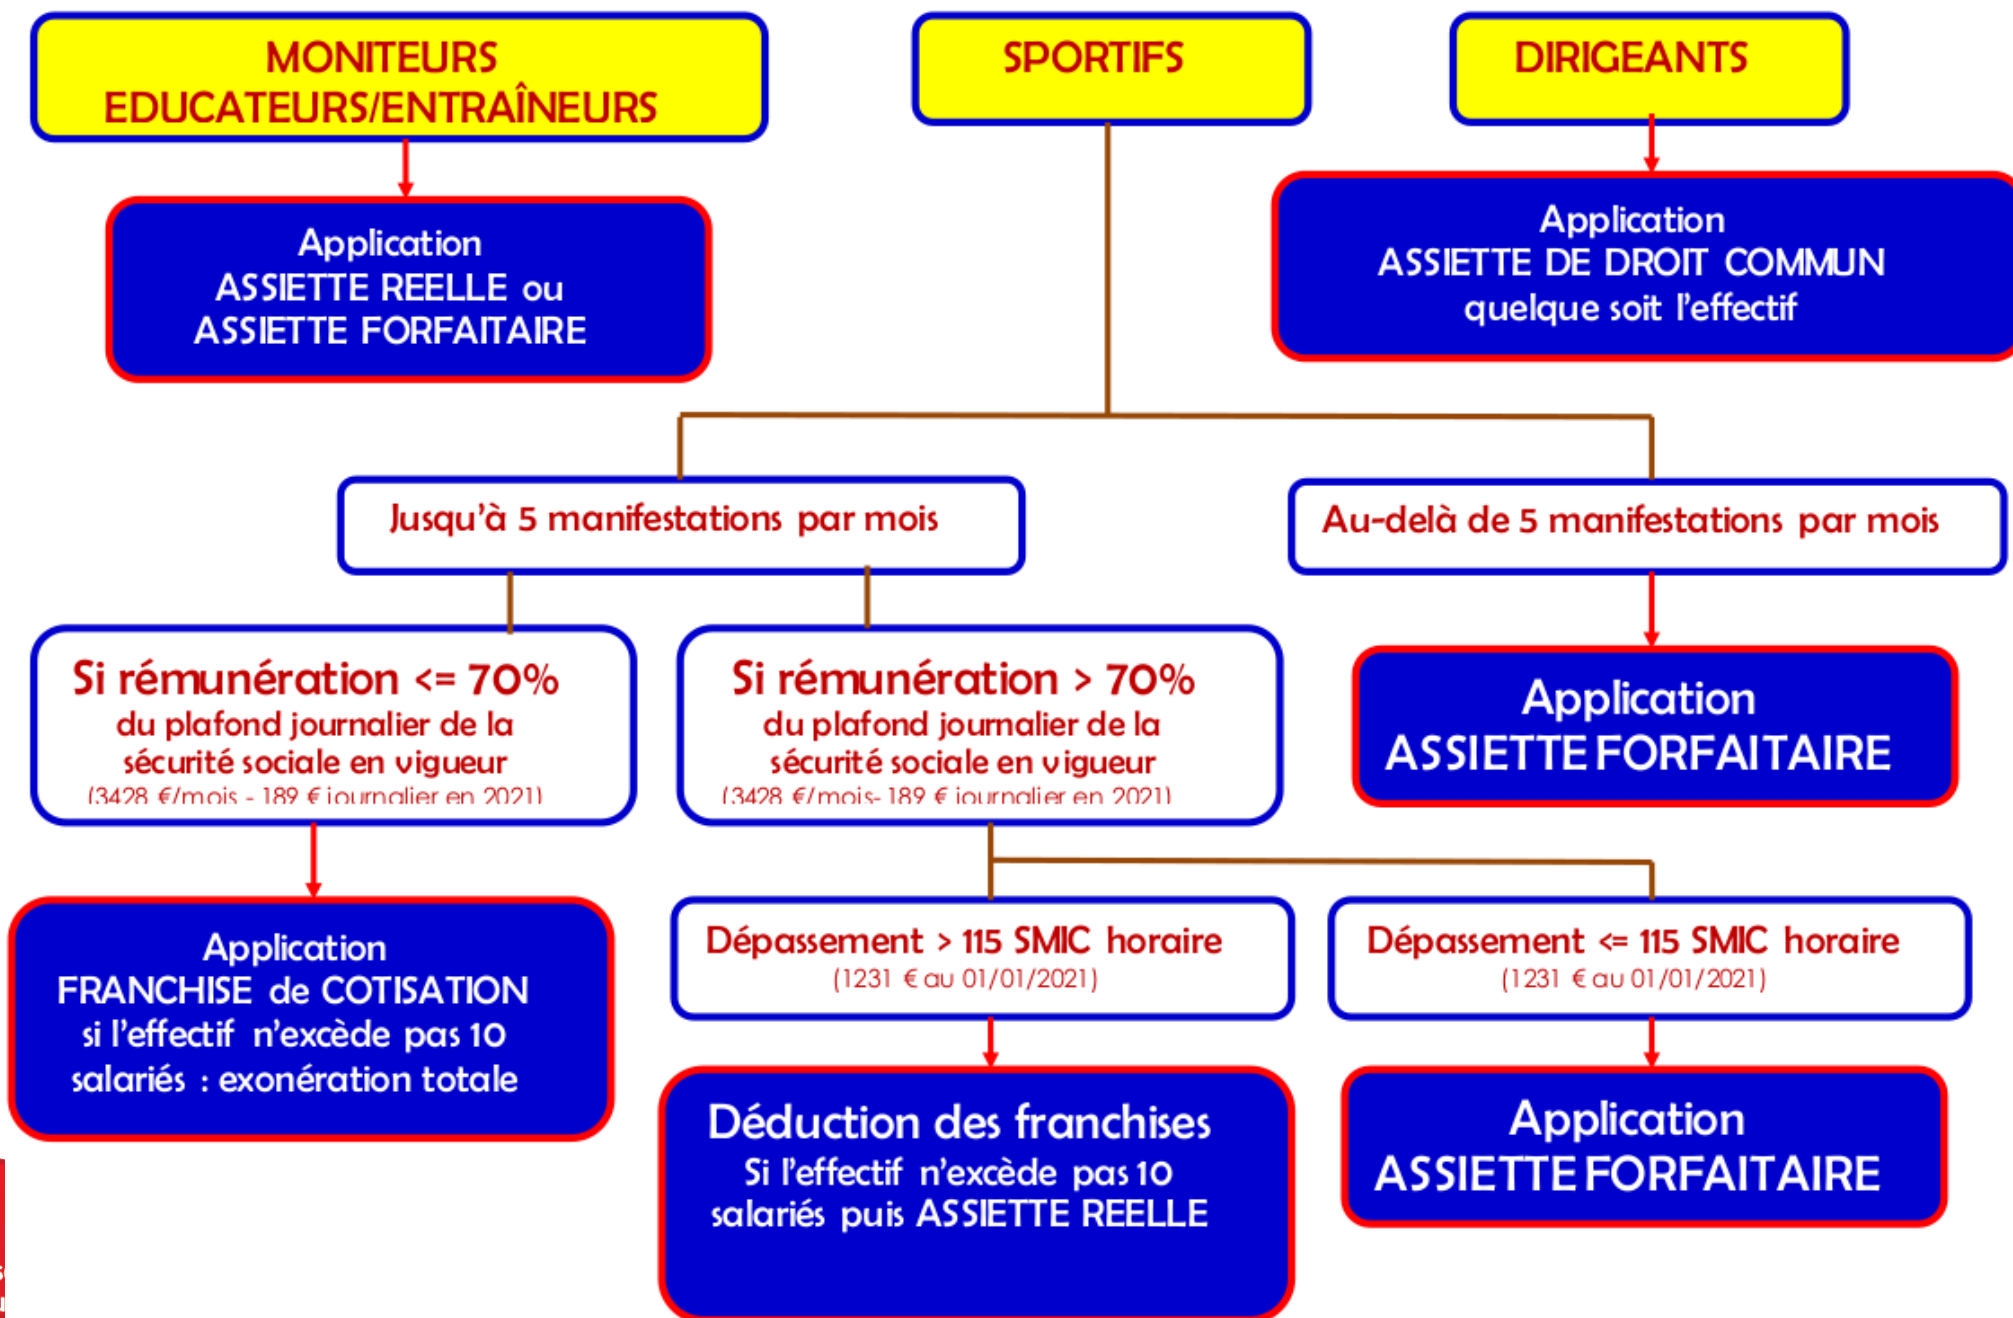 MONITEURS
EDUCATEURS/ENTRAÎNEURS
SPORTIFS
DIRIGEANTS
Application
ASSIETTE REELLE ou
ASSIETTE FORFAITAIRE
Application
ASSIETTE DE DROIT COMMUN
quelque soit l'effectif
Jusqu'à 5 manifestations par mois
Au-delà de 5 manifestations par mois
Si rémunération <= 70%
du plafond journalier de la
sécurité sociale en vigueur
(3428 €/mois - 189 € journalier en 2021)
Si rémunération > 70%
du plafond journalier de la
sécurité sociale en vigueur
(3428 €/mois- 189 € journalier en 2021)
Application
ASSIETTE FORFAITAIRE
Application
FRANCHISE de COTISATION
si l'effectif n'excède pas 10
salariés : exonération totale
Dépassement > 115 SMIC horaire
(1231 € au 01/01/2021)
Dépassement <= 115 SMIC horaire
(1231 € au 01/01/2021)
Déduction des franchises
Si l'effectif n'excède pas 10
salariés puis ASSIETTE REELLE
Application
ASSIETTE FORFAITAIRE